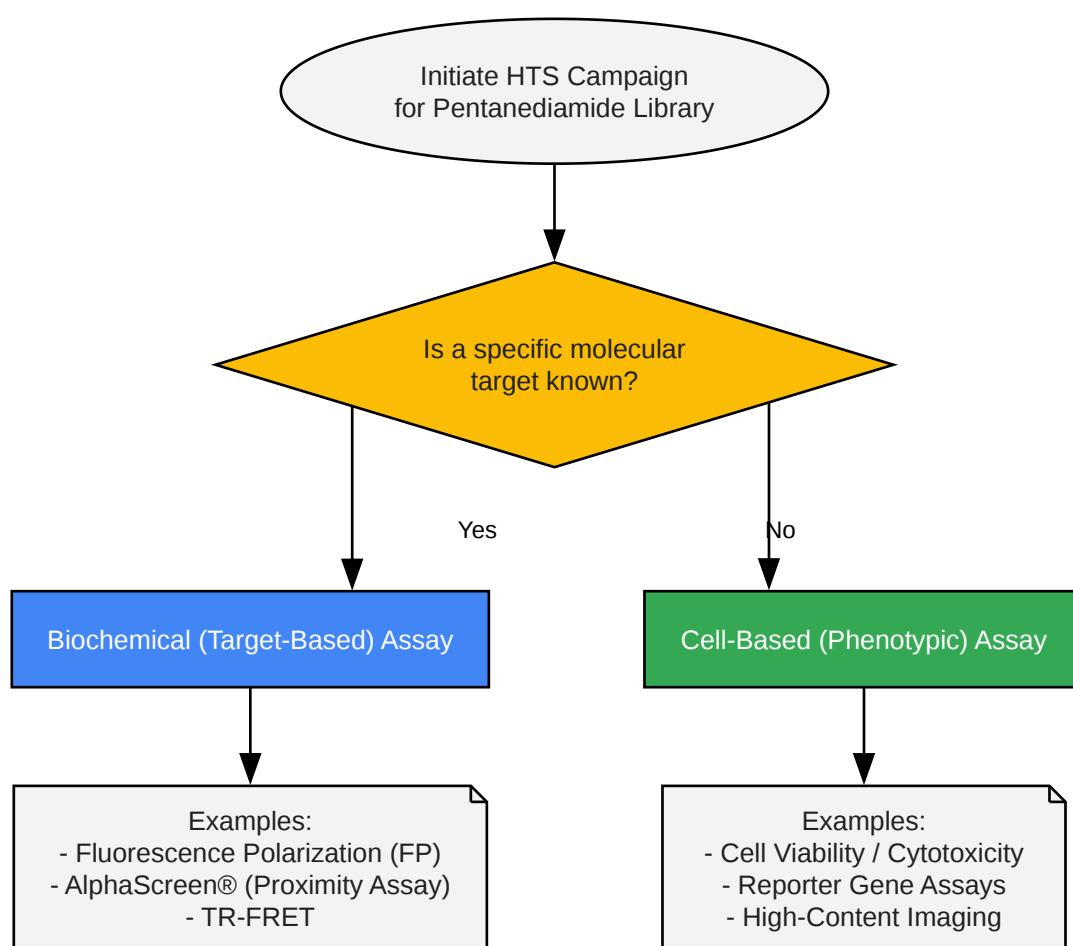 Initiate HTS Campaign
for Pentanediamide Library
Is a specific molecular
target known?
Yes
No
Biochemical (Target-Based) Assay
Cell-Based (Phenotypic) Assay
Examples:
- Fluorescence Polarization (FP)
- AlphaScreen® (Proximity Assay)
- TR-FRET
Examples:
- Cell Viability / Cytotoxicity
- Reporter Gene Assays
- High-Content Imaging